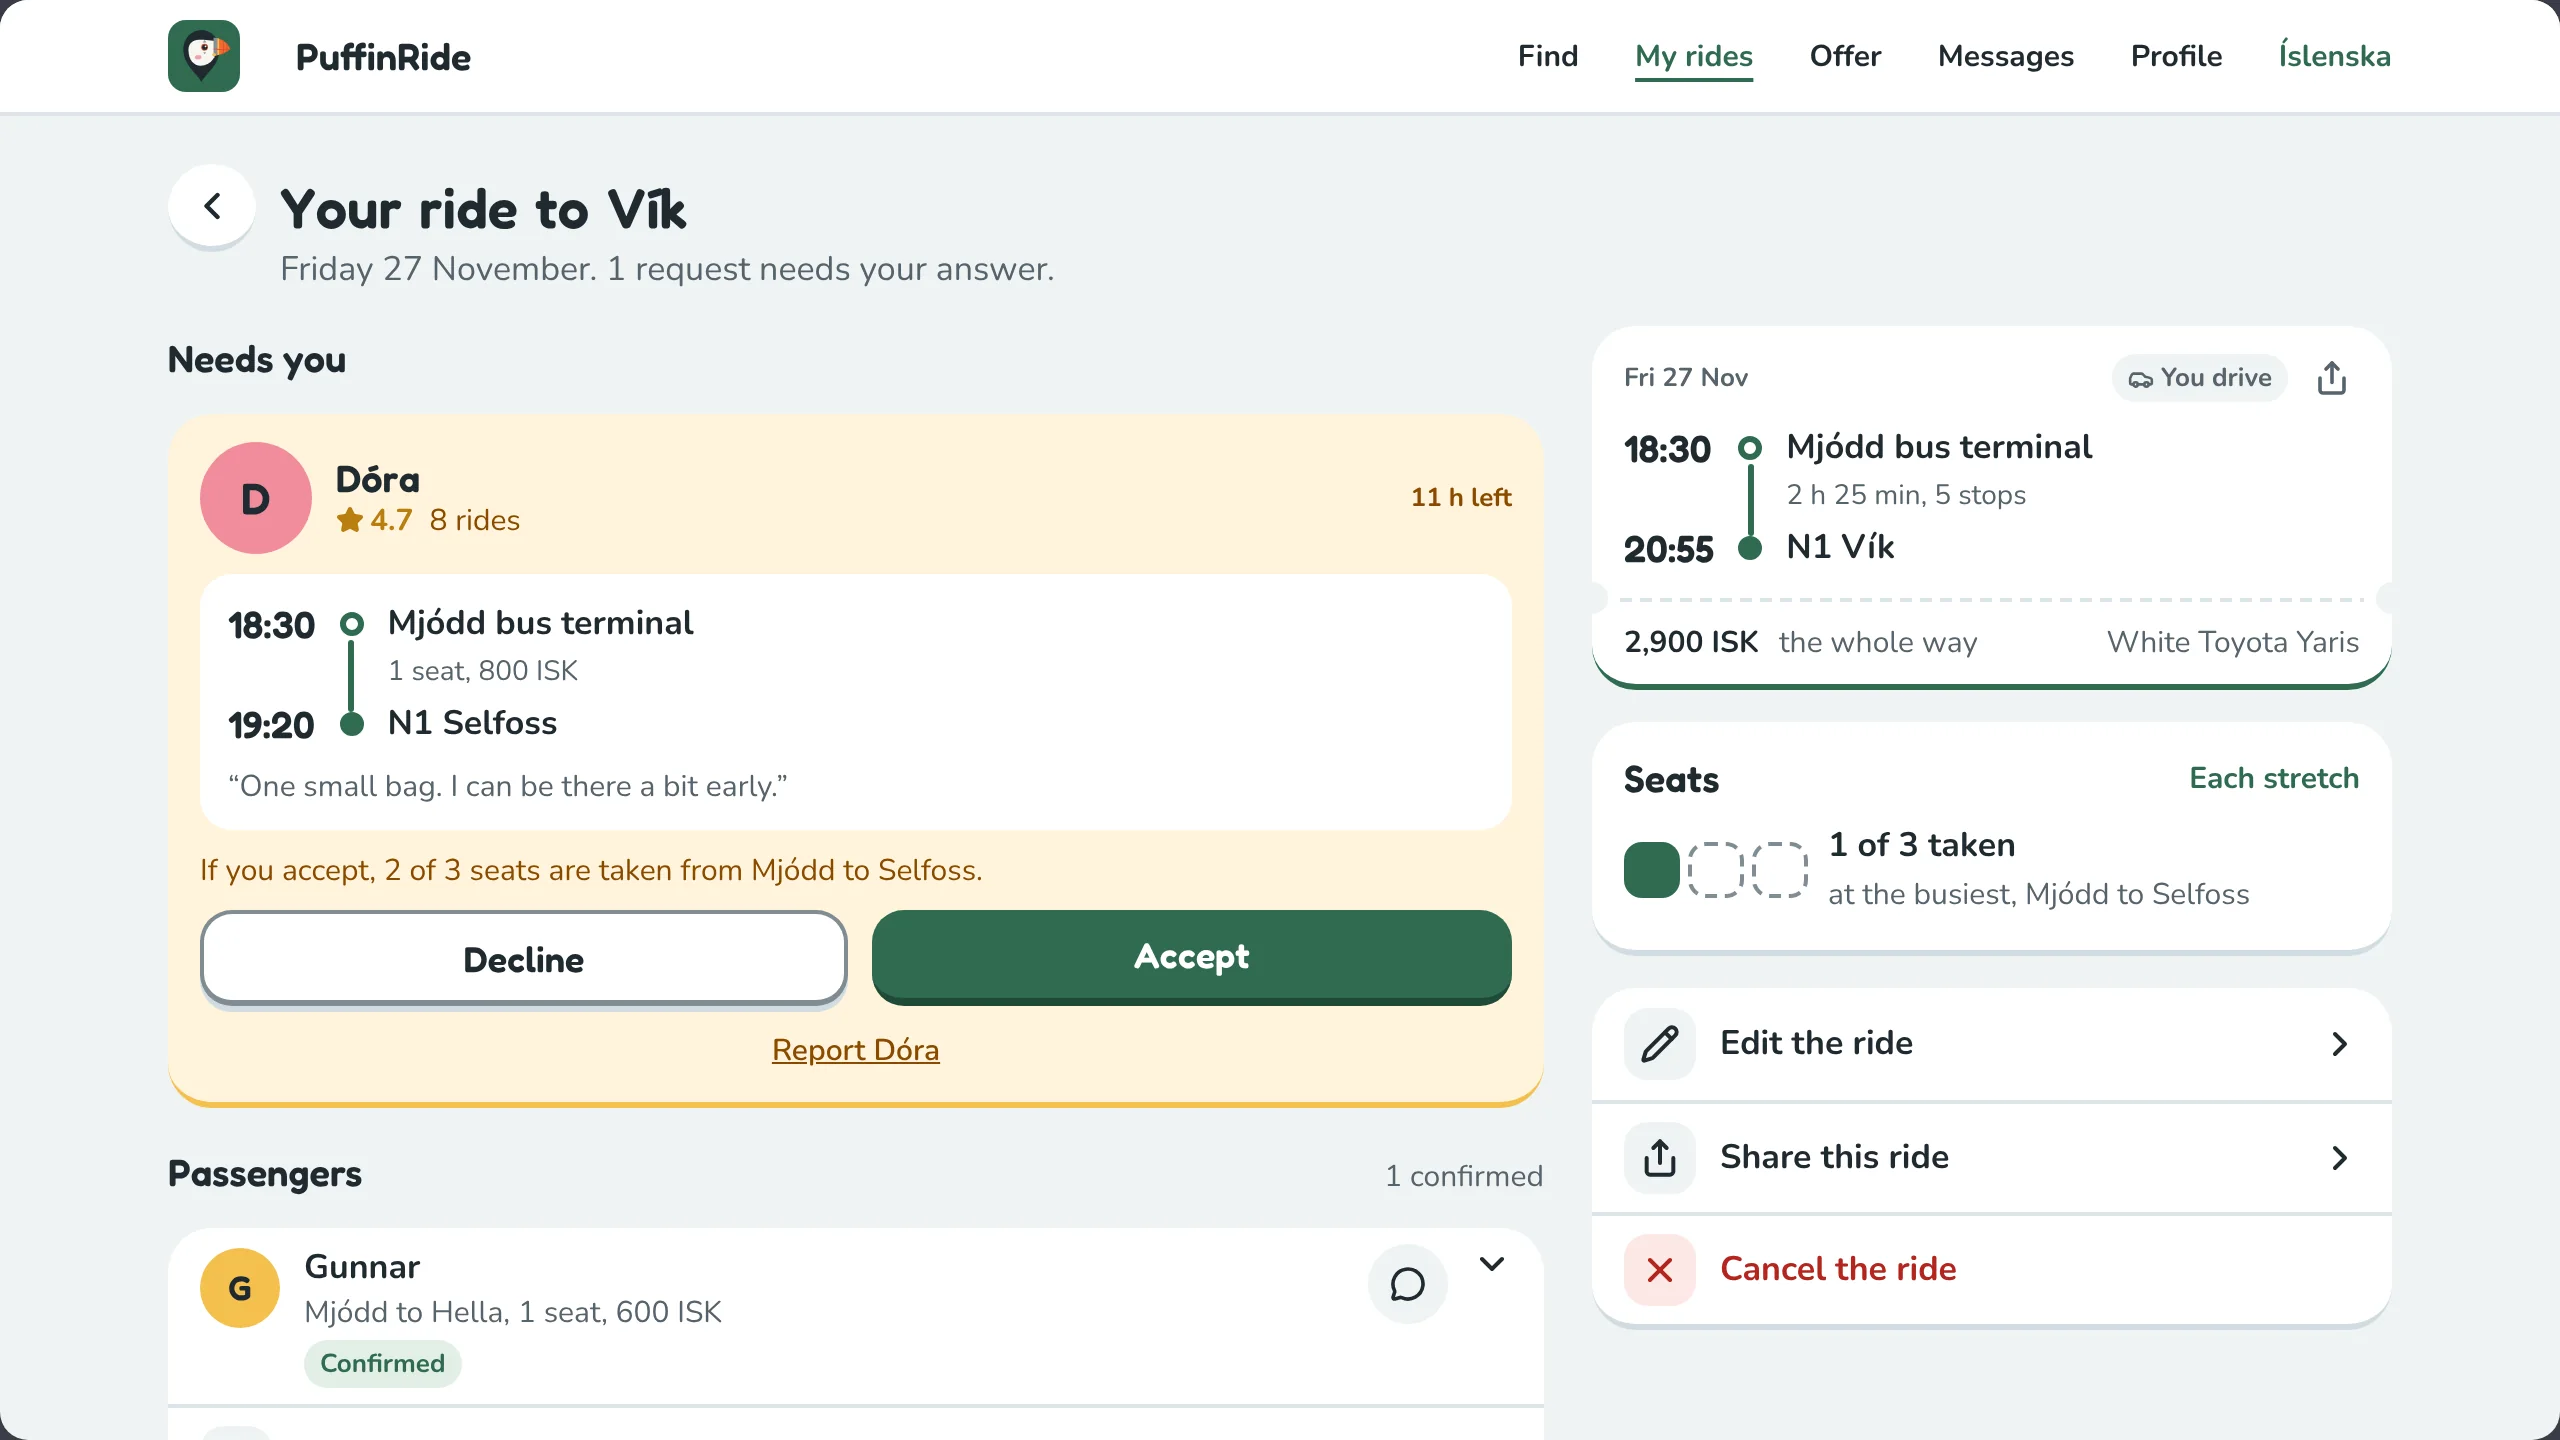 PuffinRide
Find
My rides
Offer
Messages
Profile
Íslenska
Your ride to Vík
Friday 27 November. 1 request needs your answer.
Needs you
D
Dóra
4.7 8 rides
11 h left
18:30 Mjódd bus terminal
1 seat, 800 ISK
19:20 N1 Selfoss
“One small bag. I can be there a bit early.”
If you accept, 2 of 3 seats are taken from Mjódd to Selfoss.
Decline
Accept
Report Dóra
Passengers
1 confirmed
G
Gunnar
Mjódd to Hella, 1 seat, 600 ISK
Confirmed
Fri 27 Nov
You drive
18:30 Mjódd bus terminal
2 h 25 min, 5 stops
20:55 N1 Vík
2,900 ISK the whole way
White Toyota Yaris
Seats
Each stretch
1 of 3 taken
at the busiest, Mjódd to Selfoss
Edit the ride
Share this ride
Cancel the ride